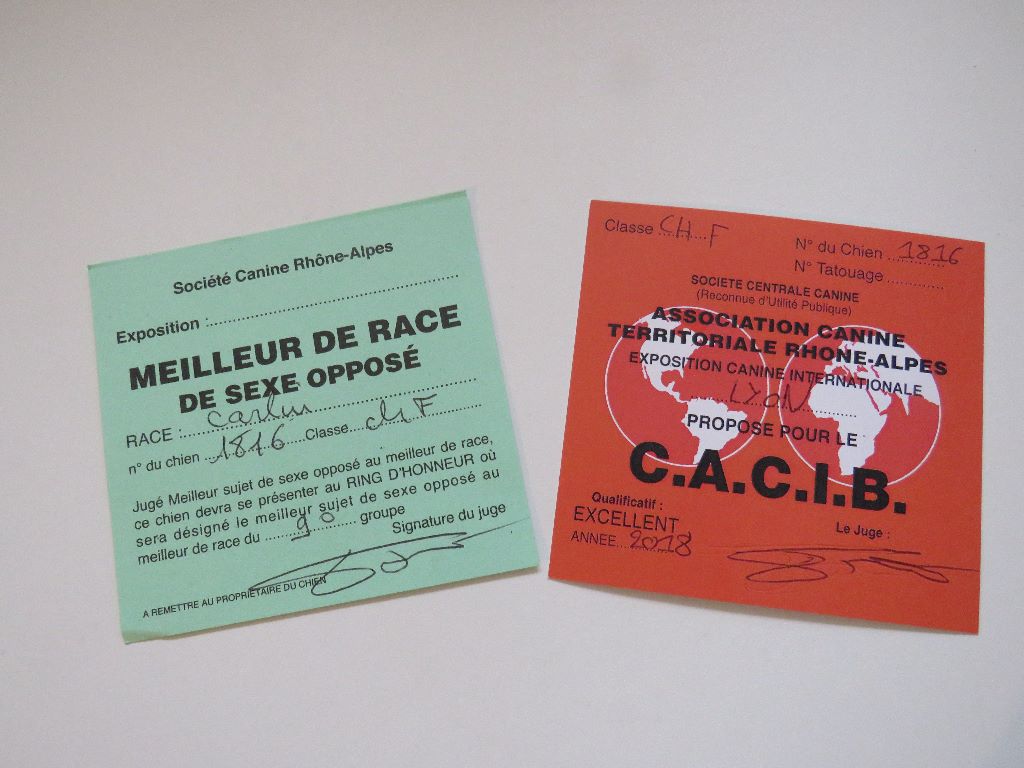 Société Canine Rhône-Alpes
Exposition :
MEILLEUR DE RACE
DE SEXE OPPOSÉ
RACE : Carlin
n° du chien 1816 Classe CH F
Jugé Meilleur sujet de sexe opposé au meilleur de race,
ce chien devra se présenter au RING D'HONNEUR où
sera désigné le meilleur sujet de sexe opposé au
meilleur de race du 9° groupe
Signature du juge
A REMETTRE AU PROPRIETAIRE DU CHIEN
Classe CH F
N° du Chien 1816
N° Tatouage
SOCIETE CENTRALE CANINE
(Reconnue d'Utilité Publique)
ASSOCIATION CANINE
TERRITORIALE RHONE-ALPES
EXPOSITION CANINE INTERNATIONALE
LYON
PROPOSE POUR LE
C.A.C.I.B.
Qualificatif :
EXCELLENT
Le Juge :
ANNEE 2018